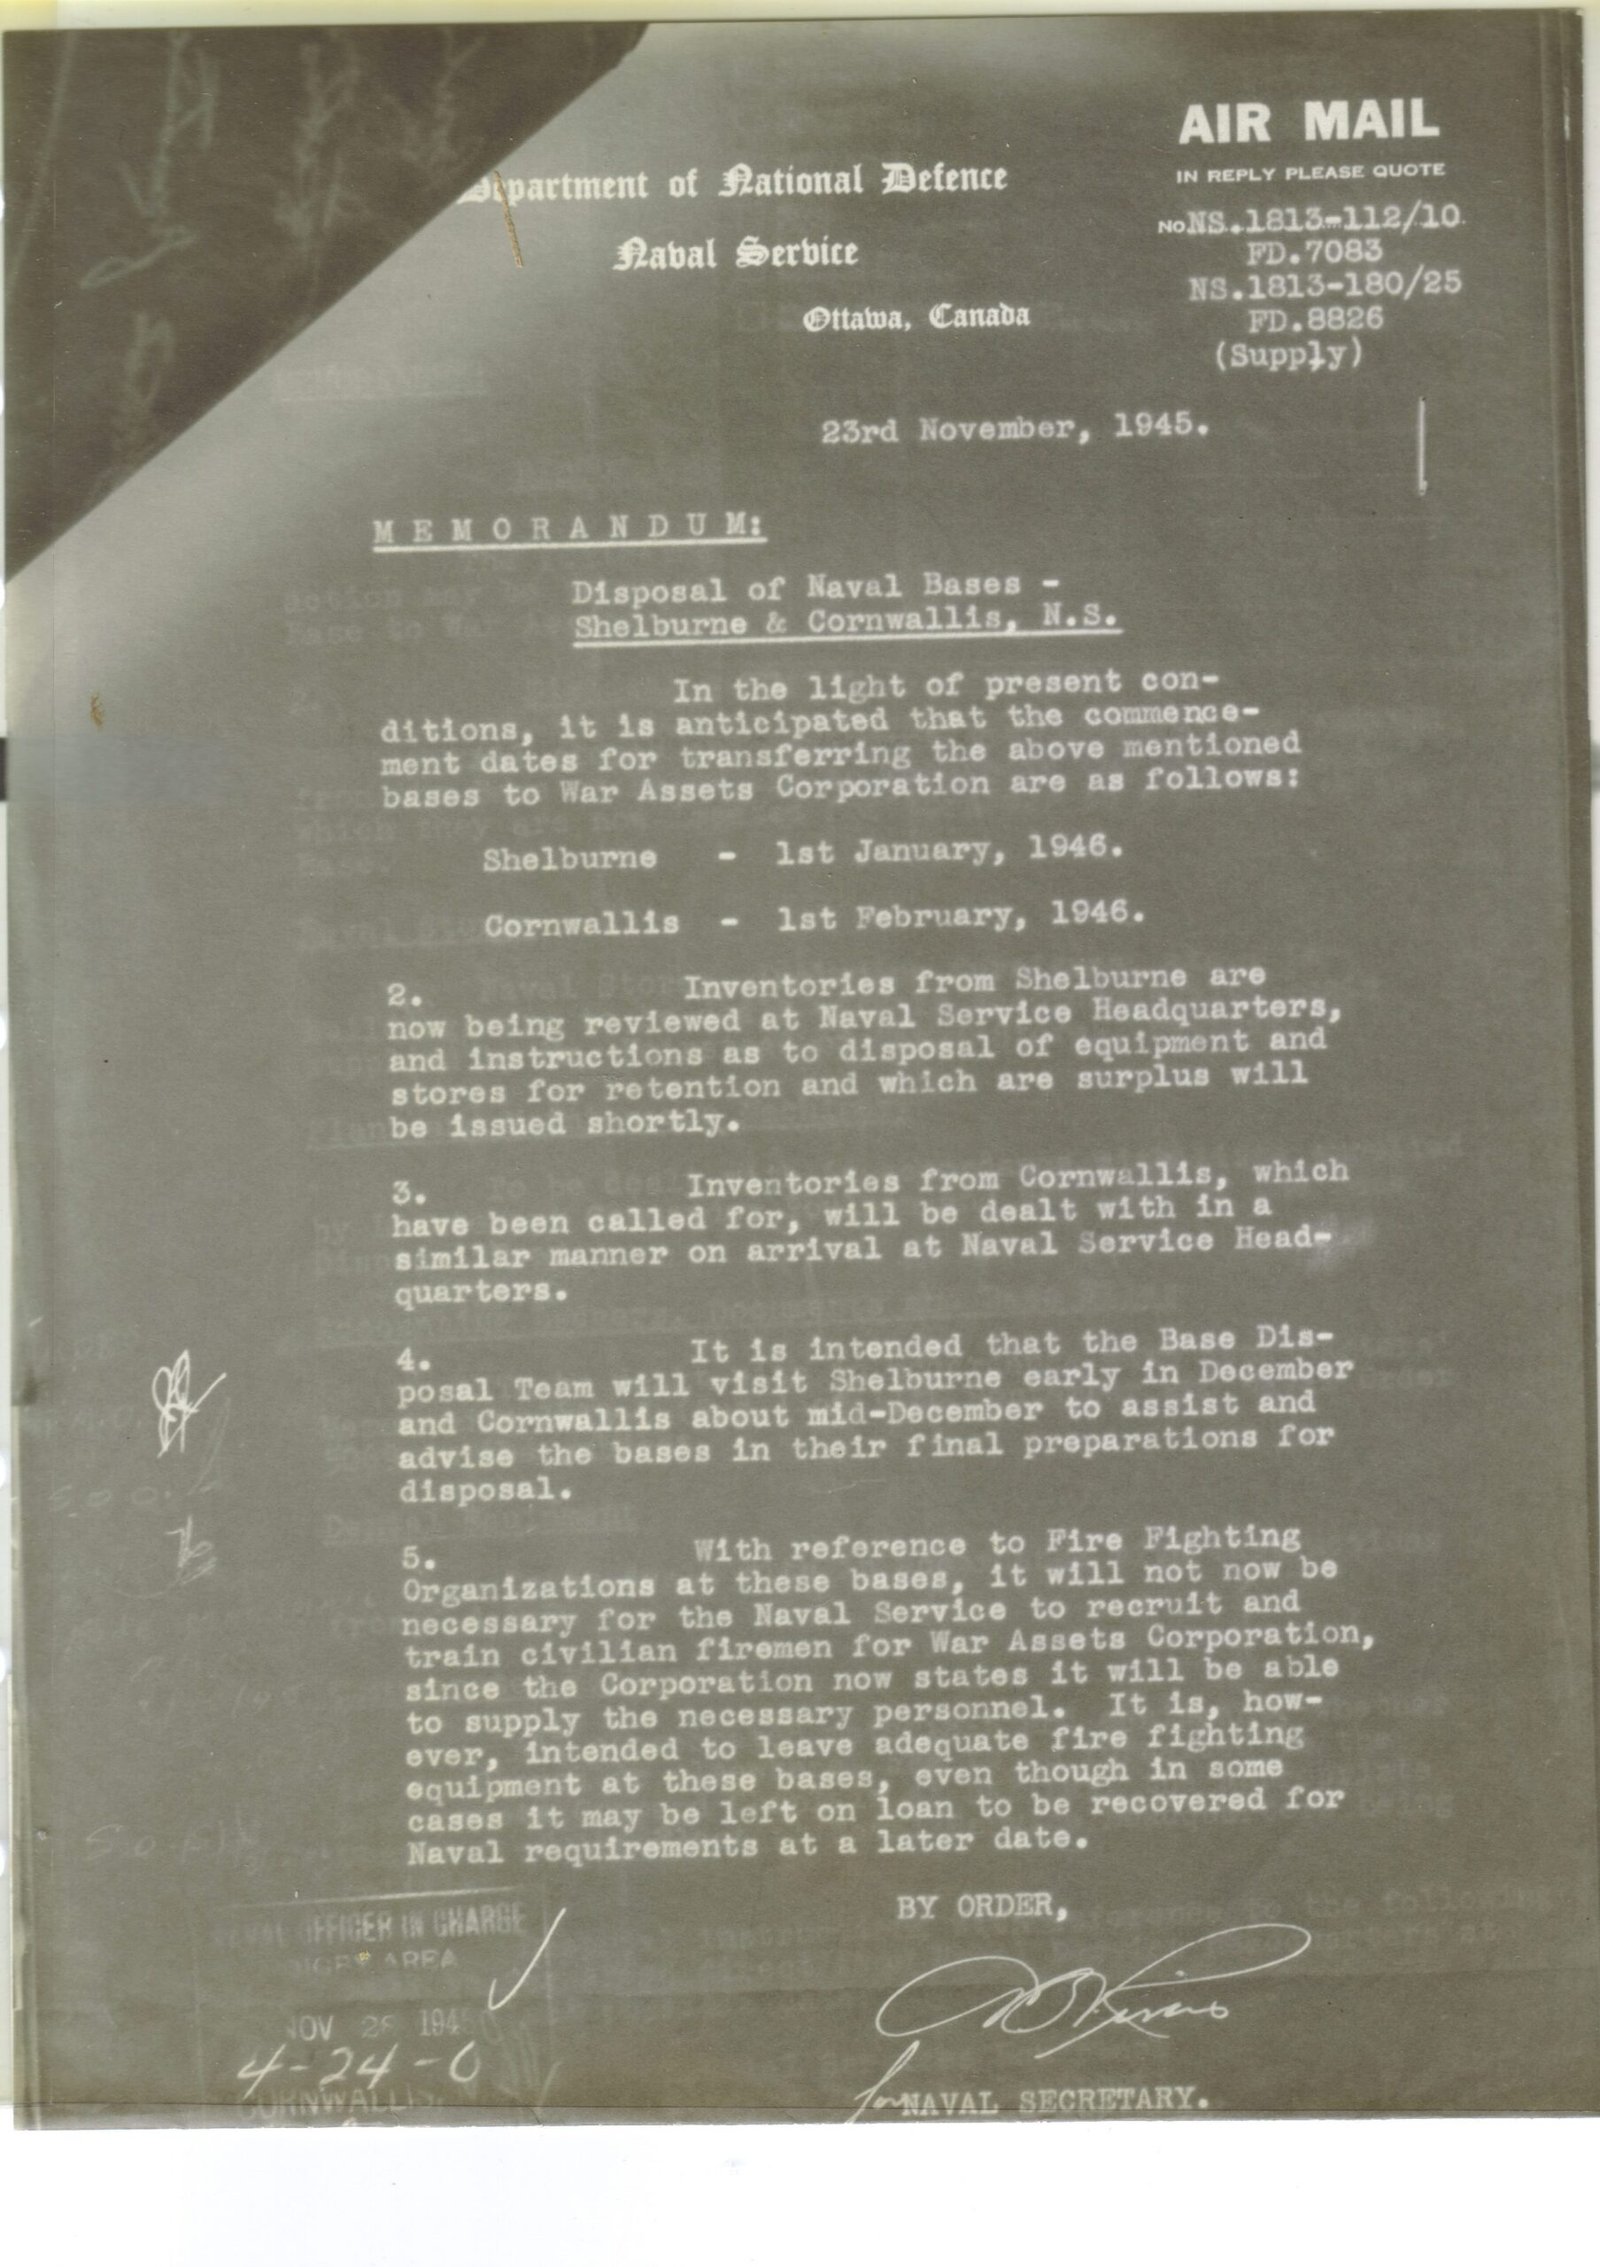 AIR MAIL
IN REPLY PLEASE QUOTE
Department of National Defence
Naval Service
Ottawa, Canada
No NS.1813-112/10
FD.7083
NS.1813-180/25
FD.8826
(Supply)
23rd November, 1945.
M E M O R A N D U M:
Disposal of Naval Bases -
Shelburne & Cornwallis, N.S.
In the light of present con-
ditions, it is anticipated that the commence-
ment dates for transferring the above mentioned
bases to War Assets Corporation are as follows:
Shelburne - 1st January, 1946.
Cornwallis - 1st February, 1946.
2. Inventories from Shelburne are
now being reviewed at Naval Service Headquarters,
and instructions as to disposal of equipment and
stores for retention and which are surplus will
be issued shortly.
3. Inventories from Cornwallis, which
have been called for, will be dealt with in a
similar manner on arrival at Naval Service Head-
quarters.
4. It is intended that the Base Dis-
posal Team will visit Shelburne early in December
and Cornwallis about mid-December to assist and
advise the bases in their final preparations for
disposal.
5. With reference to Fire Fighting
Organizations at these bases, it will not now be
necessary for the Naval Service to recruit and
train civilian firemen for War Assets Corporation,
since the Corporation now states it will be able
to supply the necessary personnel. It is, how-
ever, intended to leave adequate fire fighting
equipment at these bases, even though in some
cases it may be left on loan to be recovered for
Naval requirements at a later date.
BY ORDER,
for NAVAL SECRETARY.
OFFICER IN CHARGE
AREA
NOV 1945
4-24-0
CORNWALLIS,